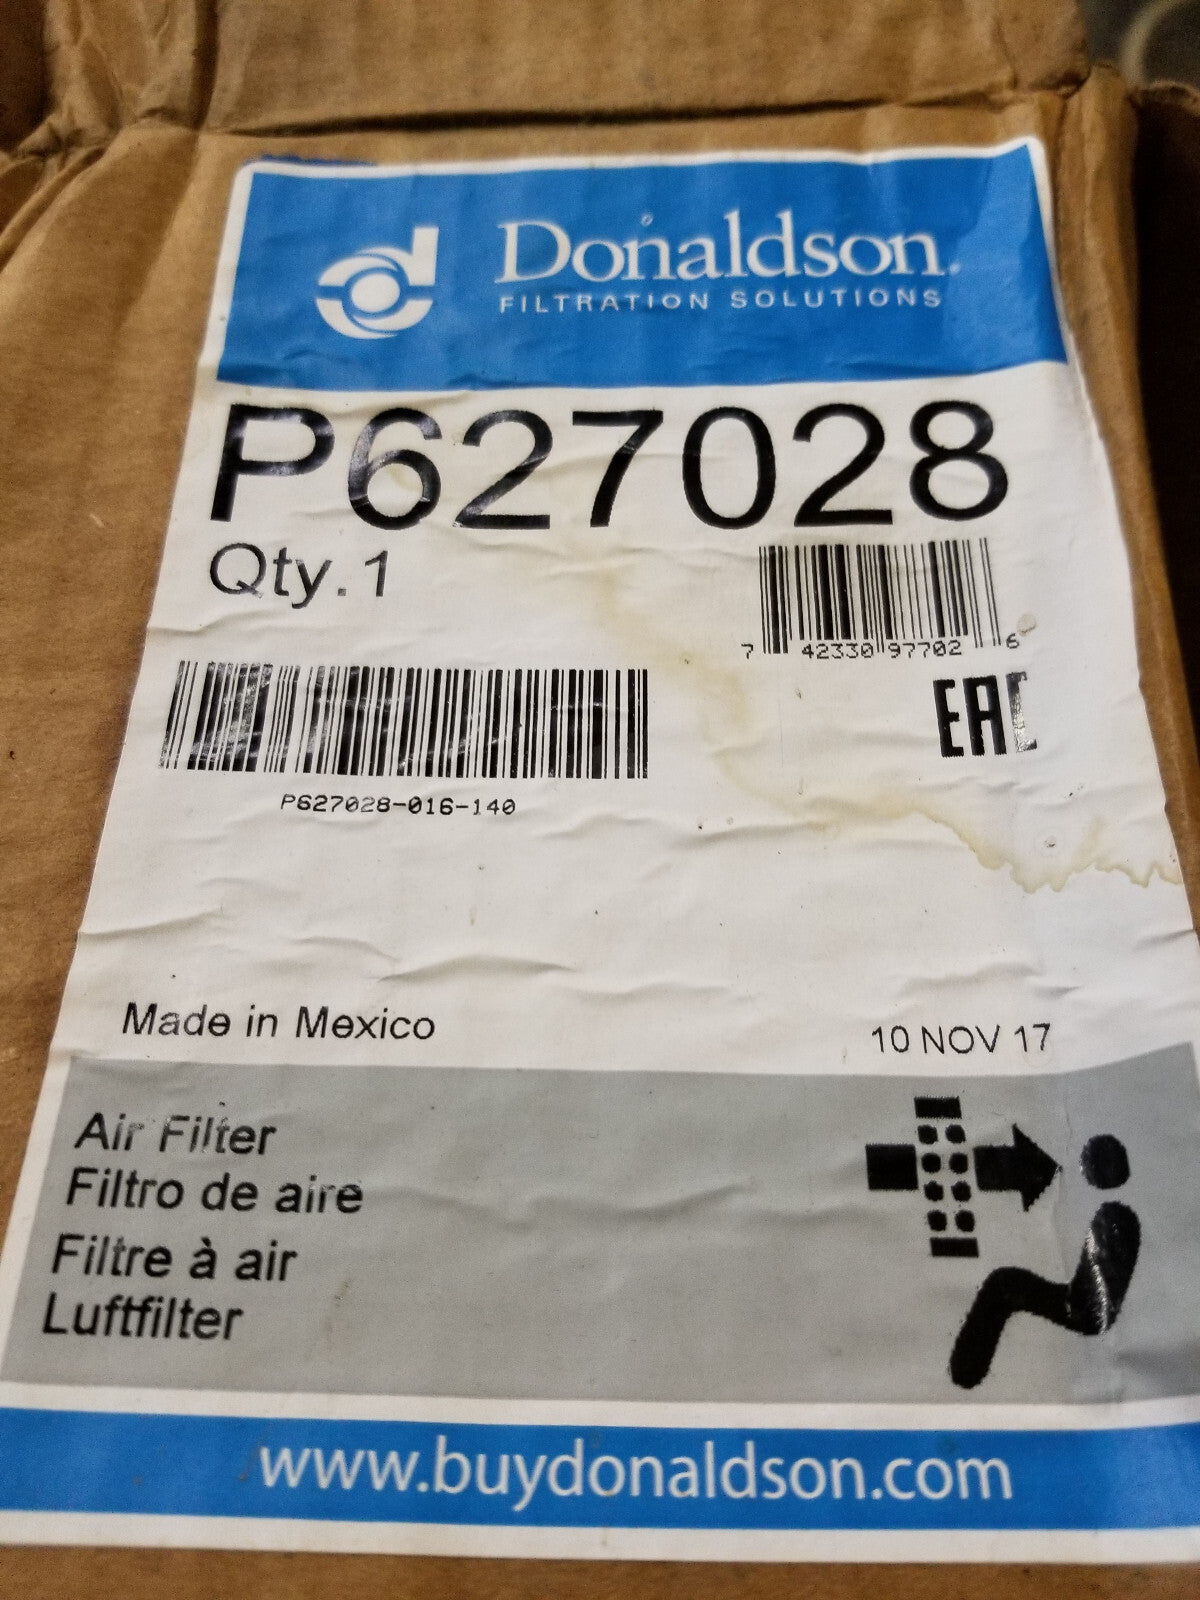 Donaldson.
FILTRATION SOLUTIONS
P627028
Qty. 1
7 42330 97702 6
EAC
P627028-016-140
Made in Mexico
10 NOV 17
Air Filter
Filtro de aire
Filtre à air
Luftfilter
www.buydonaldson.com